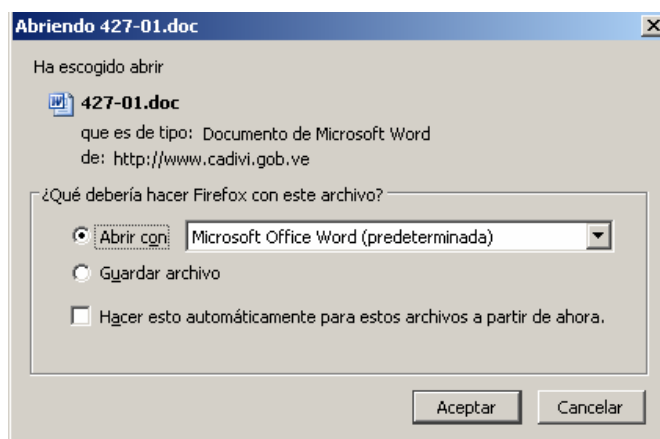 Abriendo 427-01.doc
Ha escogido abrir
427-01.doc
que es de tipo: Documento de Microsoft Word
de: http://www.cadivi.gob.ve
¿Qué debería hacer Firefox con este archivo?
Abrir con Microsoft Office Word (predeterminada)
Guardar archivo
Hacer esto automáticamente para estos archivos a partir de ahora.
Aceptar Cancelar